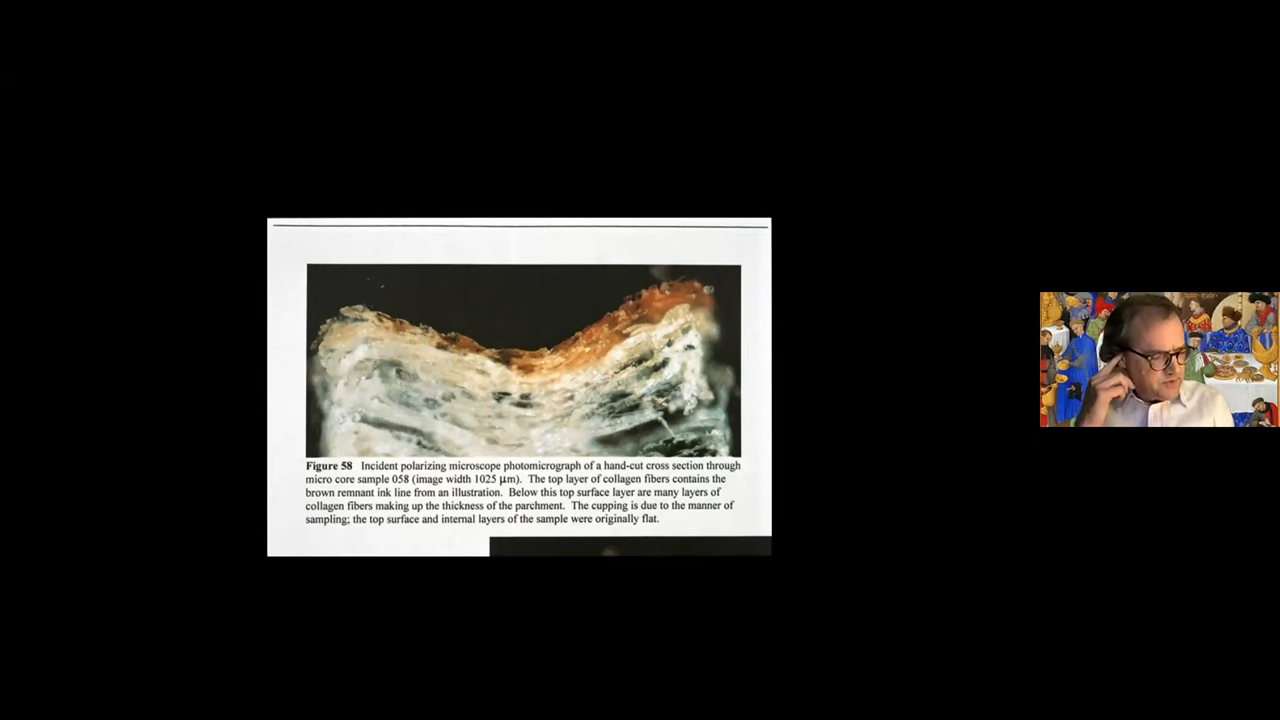 Figure 58 Incident polarizing microscope photomicrograph of a hand-cut cross section through
micro core sample 058 (image width 1025 µm). The top layer of collagen fibers contains the
brown remnant ink line from an illustration. Below this top surface layer are many layers of
collagen fibers making up the thickness of the parchment. The cupping is due to the manner of
sampling; the top surface and internal layers of the sample were originally flat.